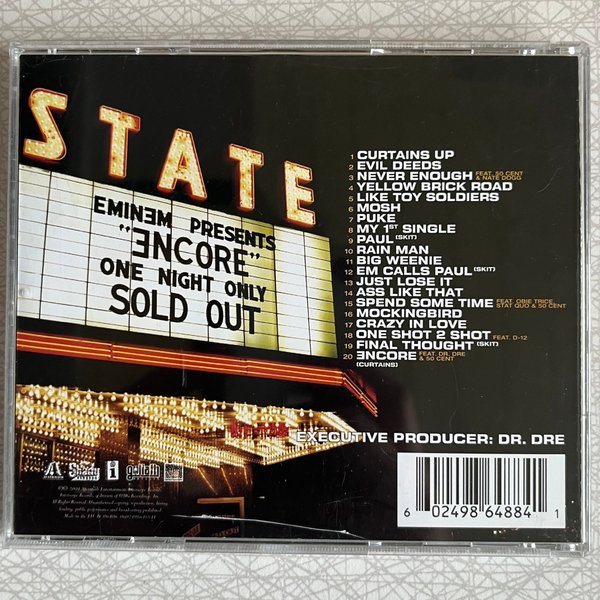 STATE
EMINƎM PRESENTS
"ƎNCORE"
ONE NIGHT ONLY
SOLD OUT
1 CURTAINS UP
2 EVIL DEEDS
3 NEVER ENOUGH FEAT. 50 CENT & NATE DOGG
4 YELLOW BRICK ROAD
5 LIKE TOY SOLDIERS
6 MOSH
7 PUKE
8 MY 1ST SINGLE
9 PAUL (SKIT)
10 RAIN MAN
11 BIG WEENIE
12 EM CALLS PAUL (SKIT)
13 JUST LOSE IT
14 ASS LIKE THAT
15 SPEND SOME TIME FEAT. OBIE TRICE, STAT QUO & 50 CENT
16 MOCKINGBIRD
17 CRAZY IN LOVE
18 ONE SHOT 2 SHOT FEAT. D-12
19 FINAL THOUGHT (SKIT)
20 ƎNCORE FEAT. DR. DRE & 50 CENT
(CURTAINS)
EXECUTIVE PRODUCER: DR. DRE
Shady
goliath
6 02498 64884 1